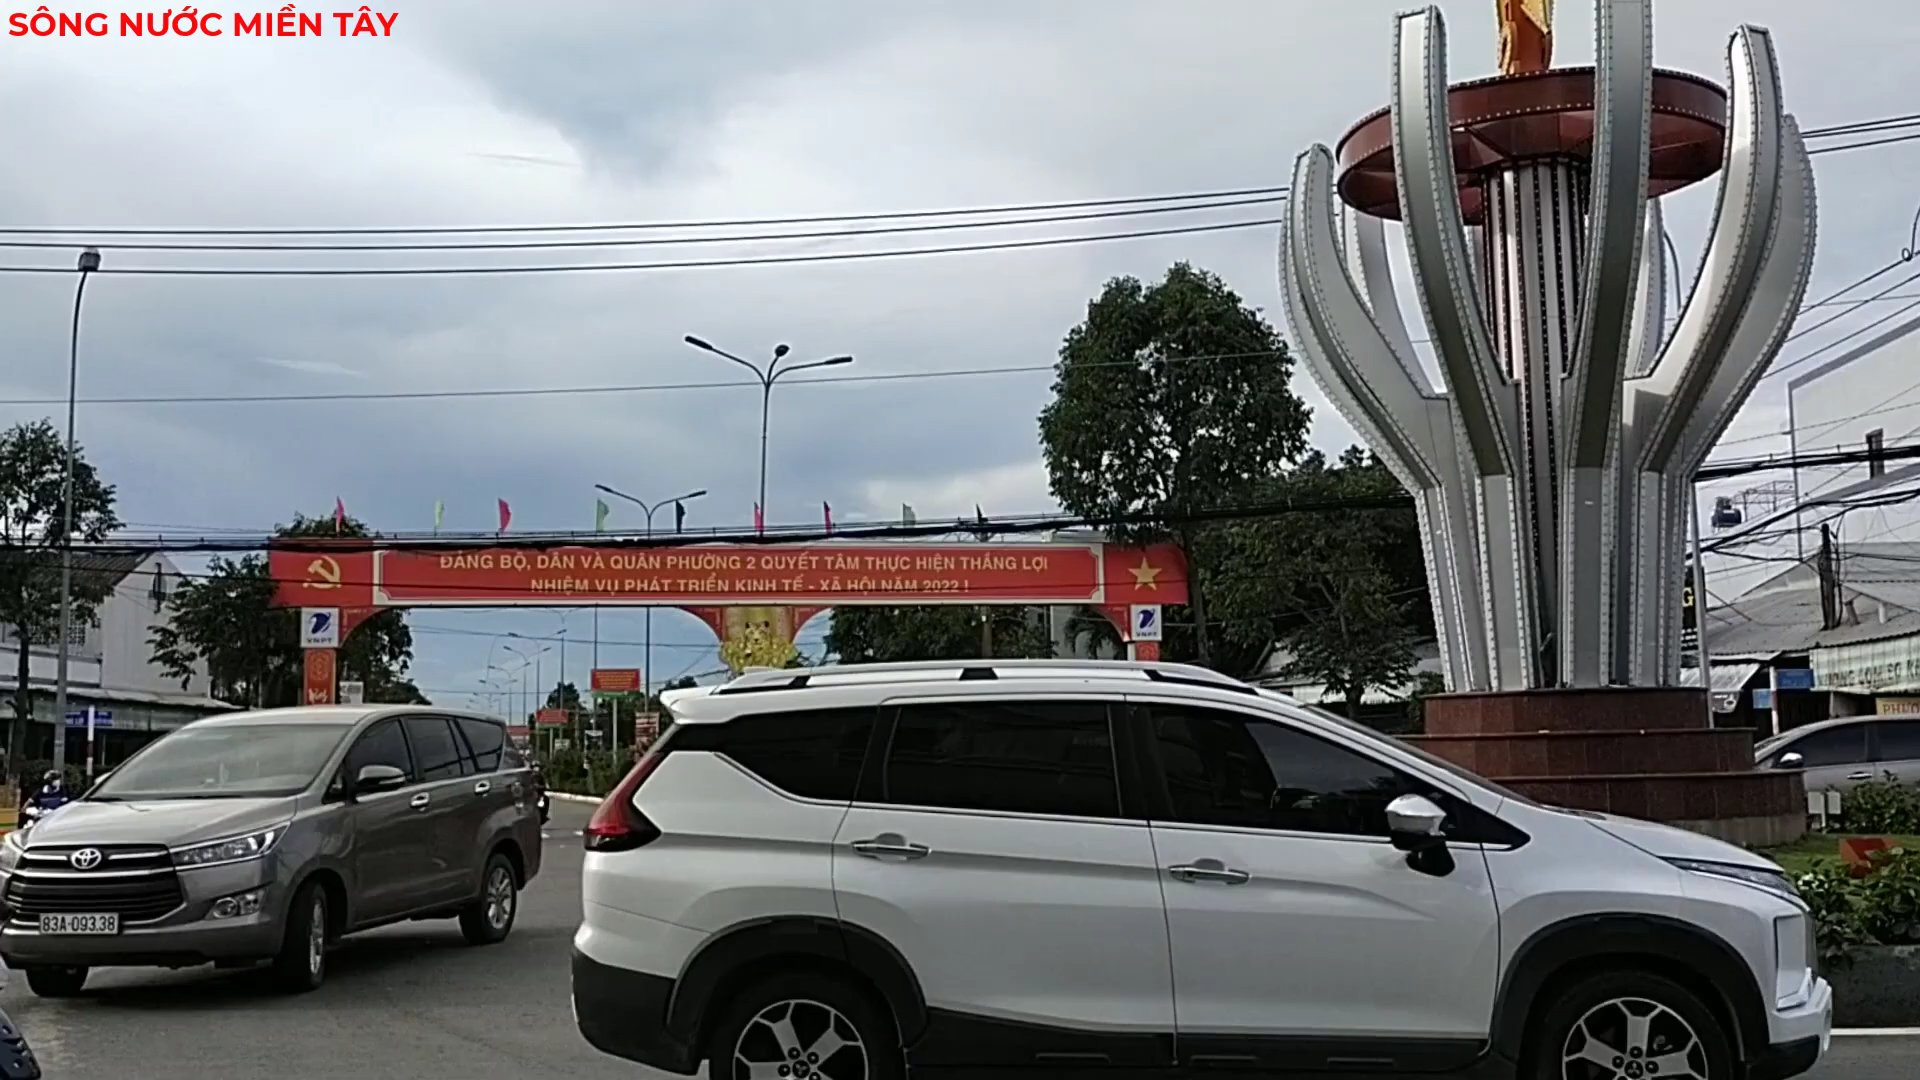 SÔNG NƯỚC MIỀN TÂY
ĐẢNG BỘ, DÂN VÀ QUÂN PHƯỜNG 2 QUYẾT TÂM THỰC HIỆN THẮNG LỢI
NHIỆM VỤ PHÁT TRIỂN KINH TẾ - XÃ HỘI NĂM 2022 !
VNPT
VNPT
83A-093.38